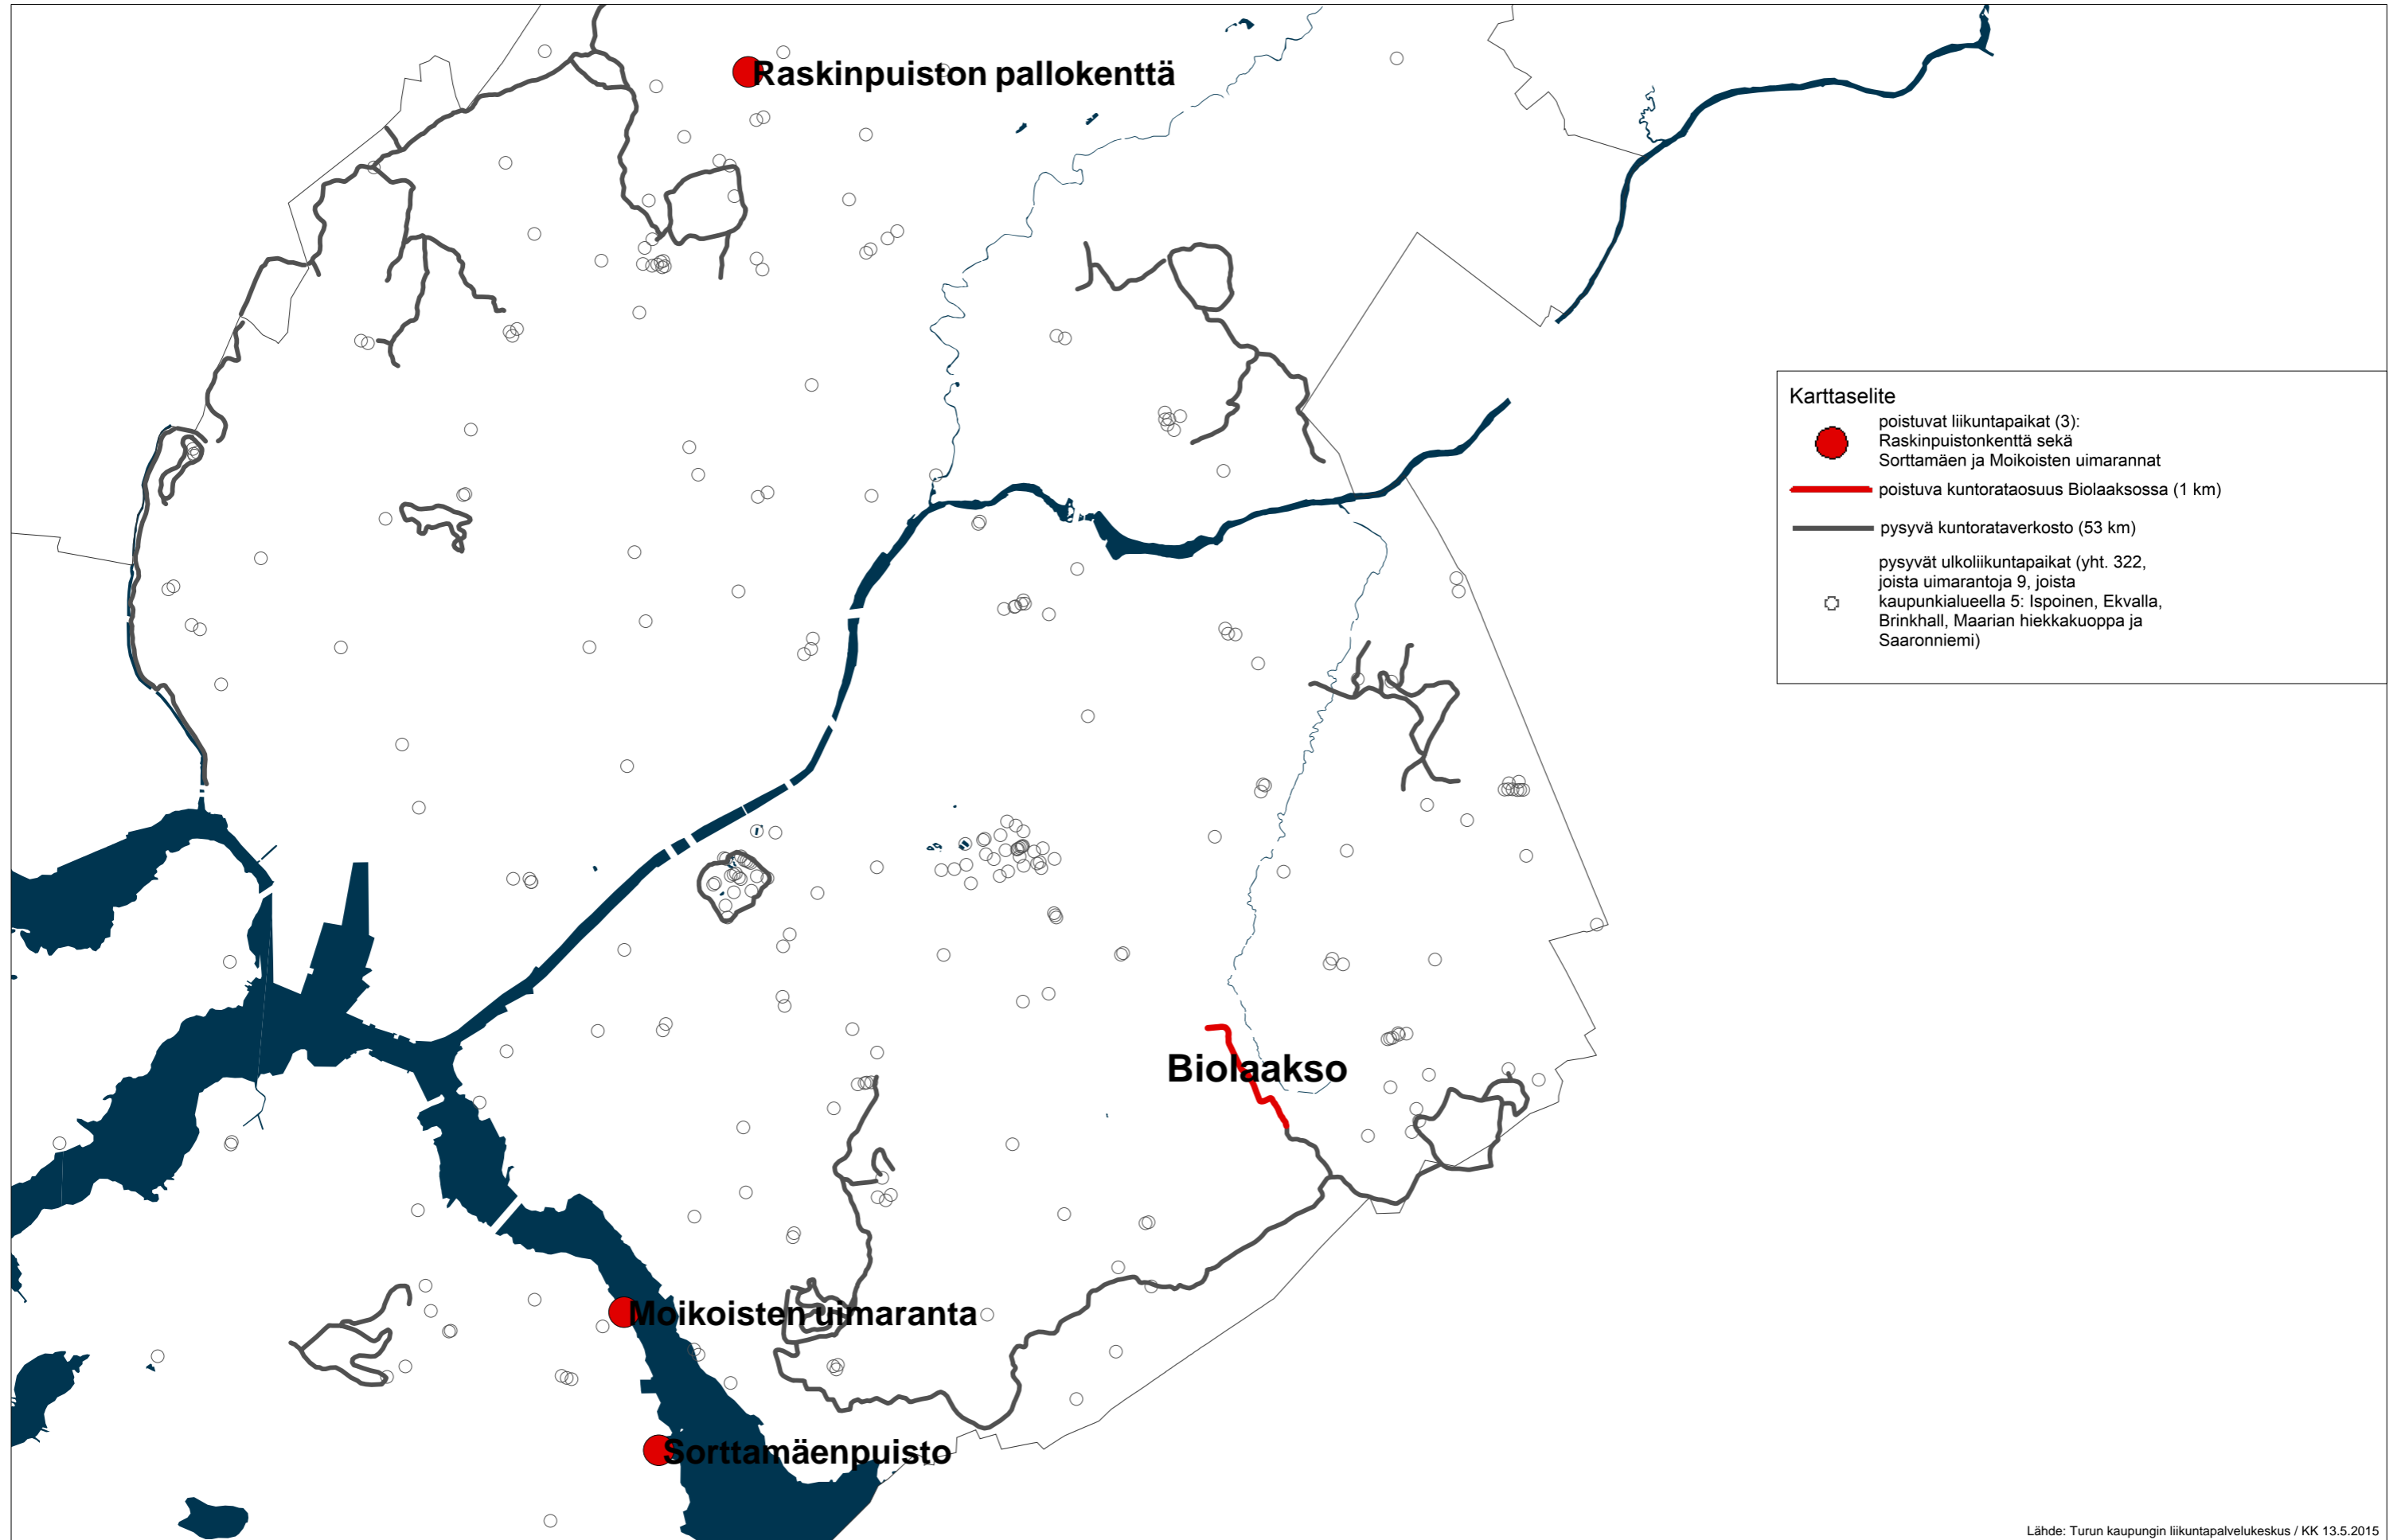 Raskinpuiston pallokenttä
Karttaselite
poistuvat liikuntapaikat (3):
Raskinpuistonkenttä sekä
Sorttamäen ja Moikoisten uimarannat
poistuva kuntorataosuus Biolaaksossa (1 km)
pysyvä kuntorataverkosto (53 km)
pysyvät ulkoliikuntapaikat (yht. 322,
joista uimarantoja 9, joista
kaupunkialueella 5: Ispoinen, Ekvalla,
Brinkhall, Maarian hiekkakuoppa ja
Saaronniemi)
Biolaakso
Moikoisten uimaranta
Sorttamäenpuisto
Lähde: Turun kaupungin liikuntapalvelukeskus / KK 13.5.2015